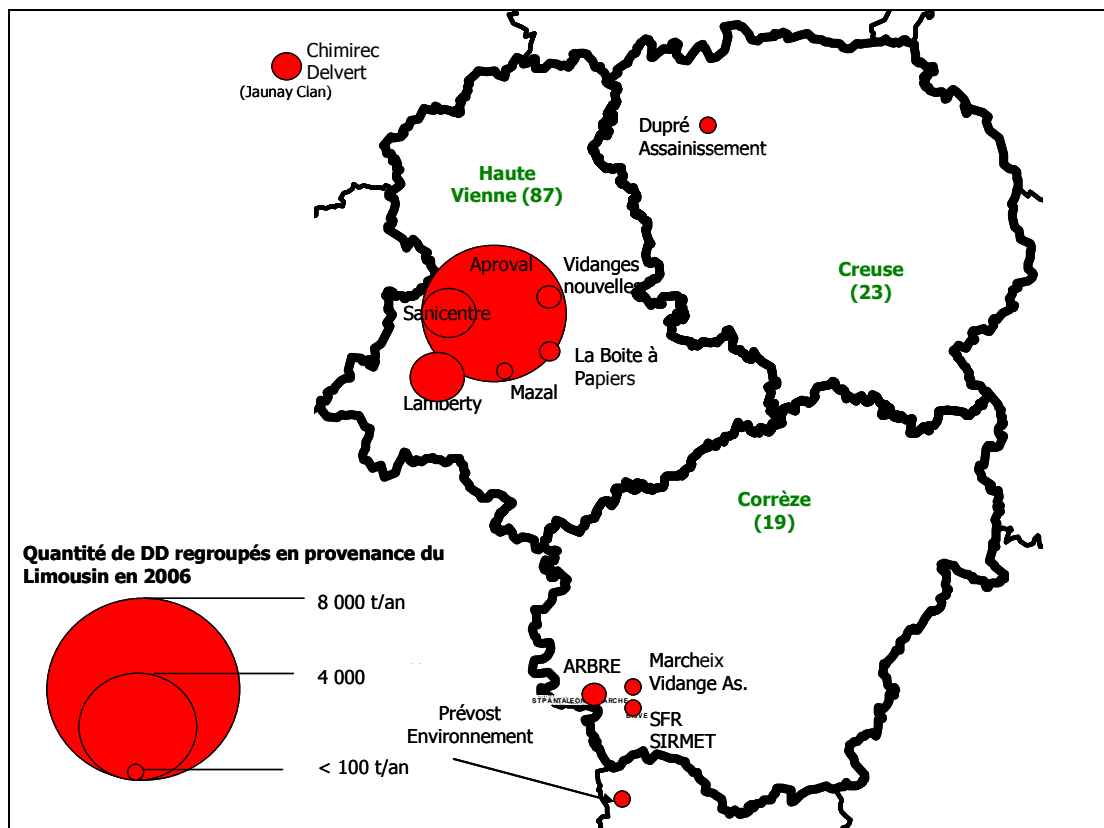 Chimirec
Delvert
(Jaunay Clan)
Dupré
Assainissement
Haute
Vienne (87)
Creuse
(23)
Aproval
Vidanges
nouvelles
Sanicentre
La Boite à
Papiers
Mazal
Lamberty
Corrèze
(19)
Quantité de DD regroupés en provenance du
Limousin en 2006
8 000 t/an
4 000
< 100 t/an
ARBRE
Marcheix
Vidange As.
SFR
SIRMET
Prévost
Environnement